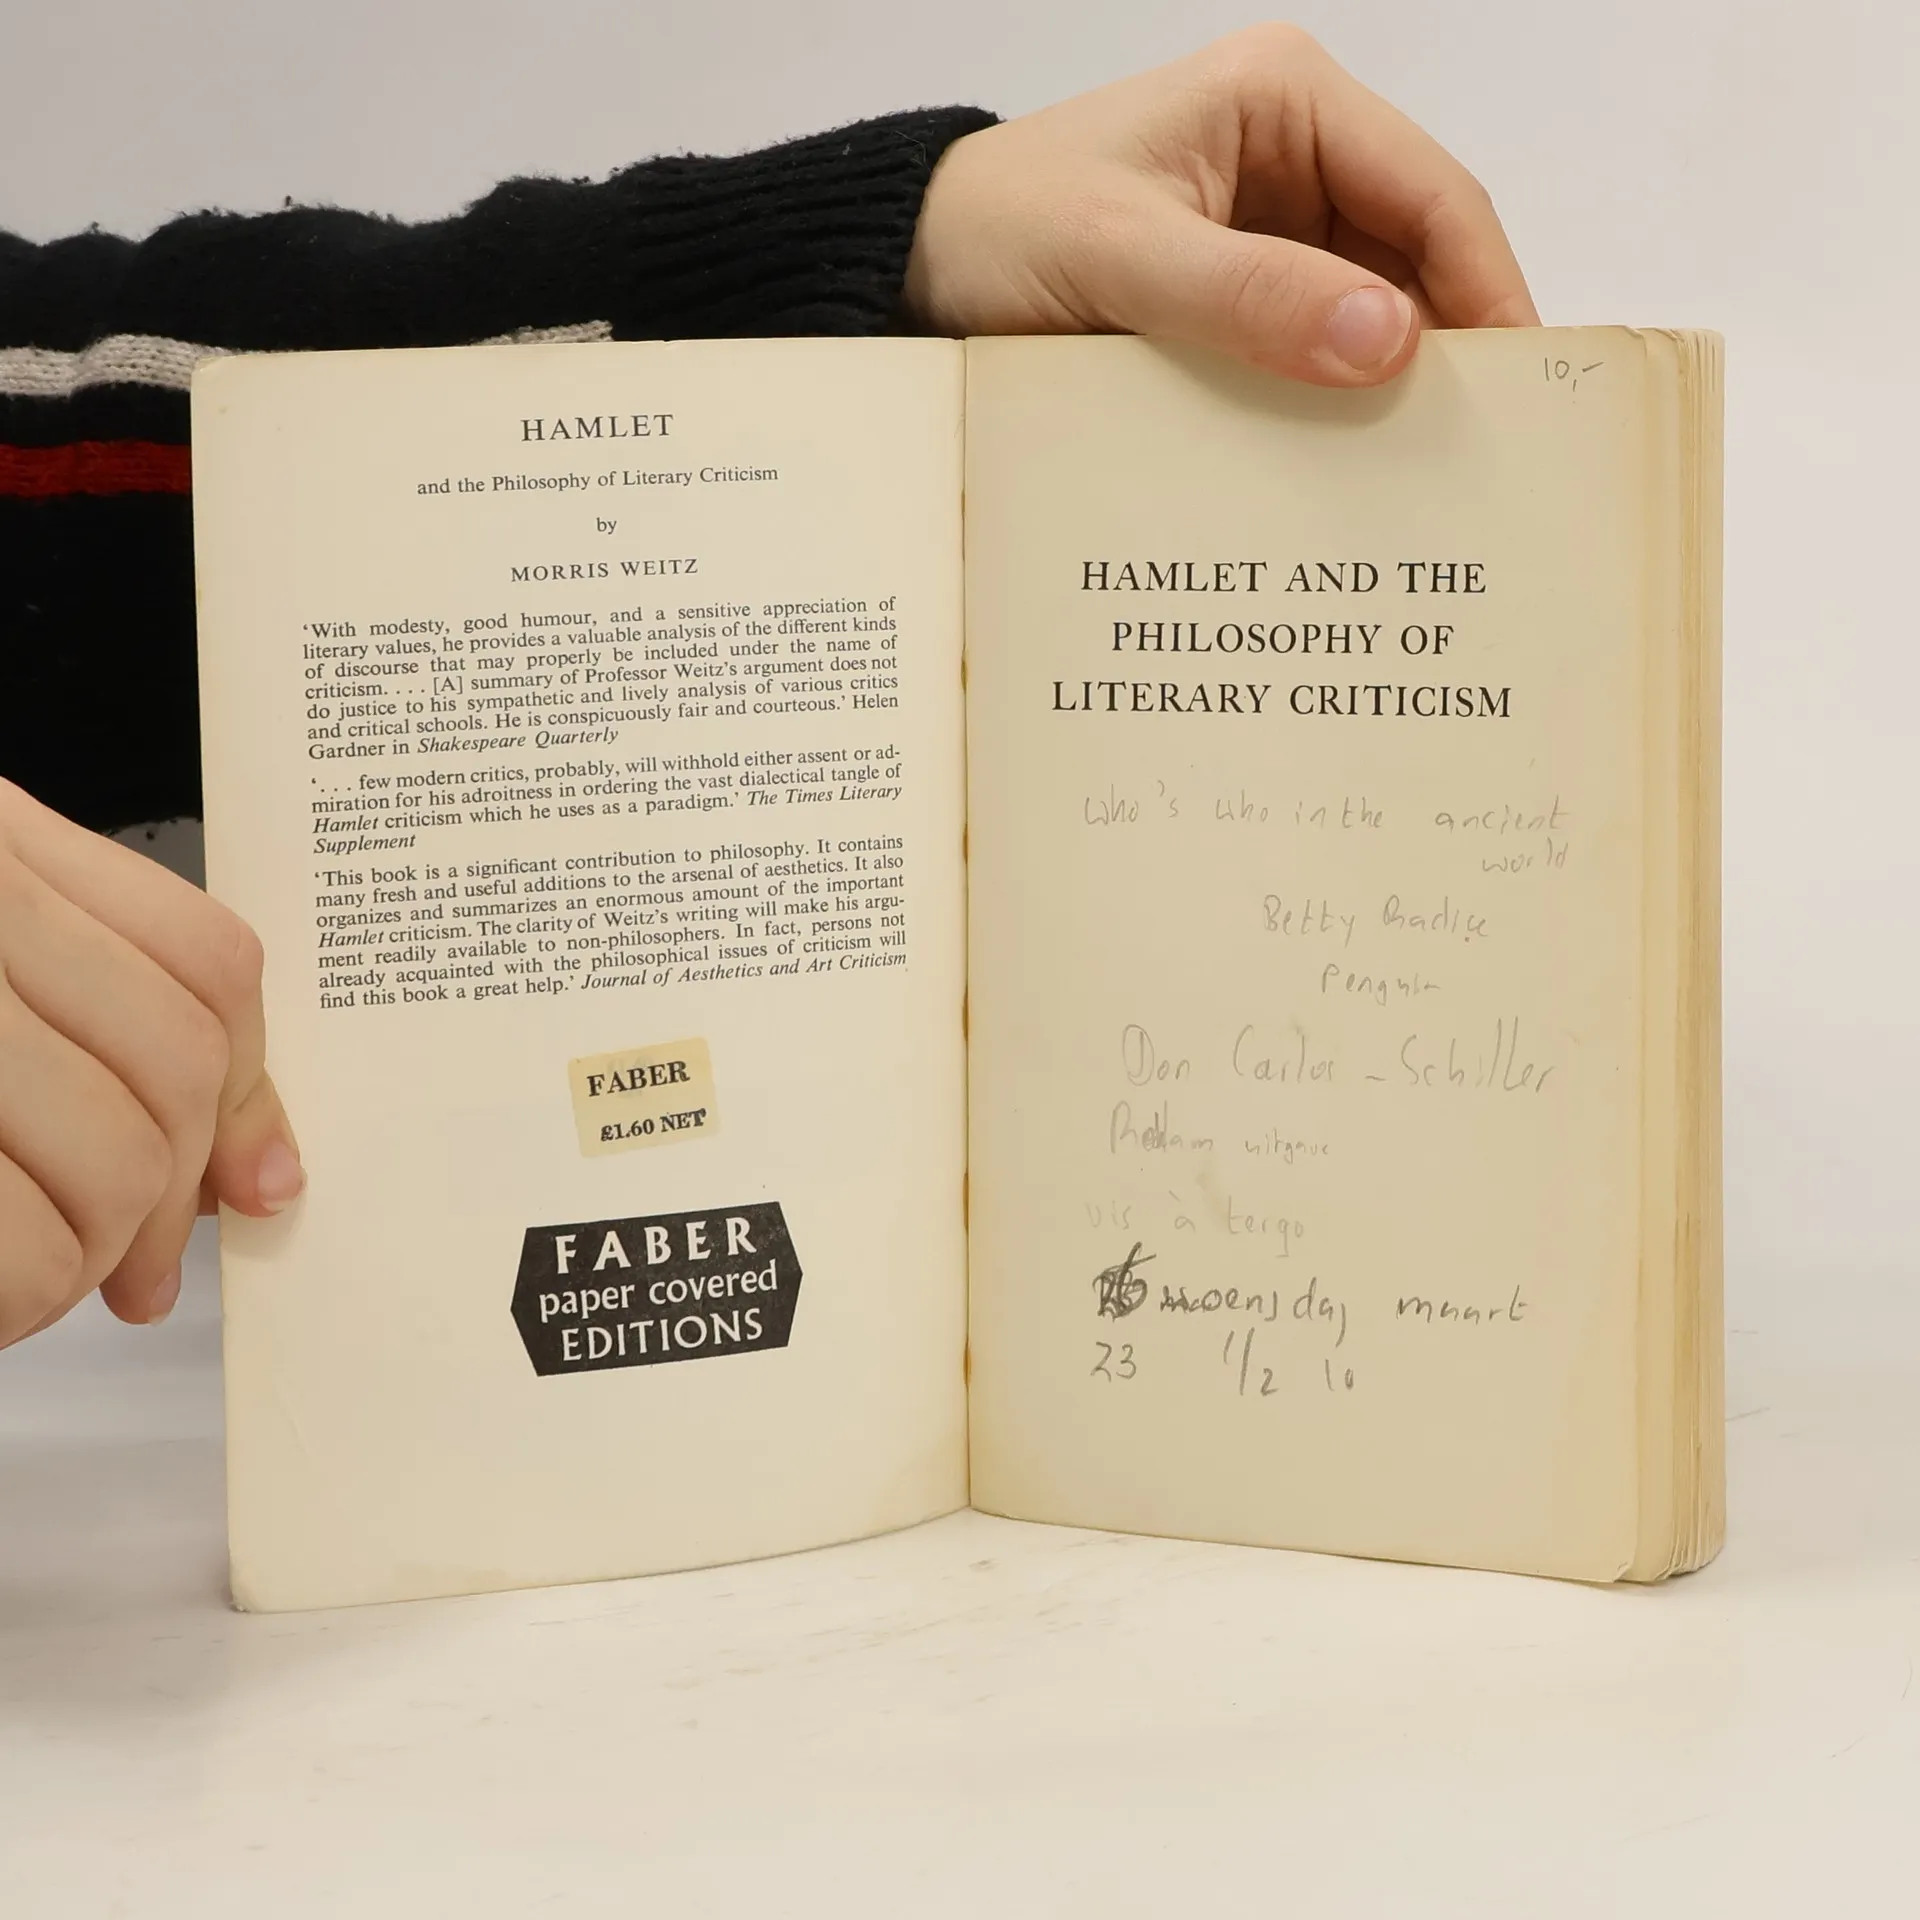 HAMLET
and the Philosophy of Literary Criticism
by
MORRIS WEITZ
‘With modesty, good humour, and a sensitive appreciation of
literary values, he provides a valuable analysis of the different kinds
of discourse that may properly be included under the name of
criticism. . . . [A] summary of Professor Weitz’s argument does not
do justice to his sympathetic and lively analysis of various critics
and critical schools. He is conspicuously fair and courteous.’ Helen
Gardner in Shakespeare Quarterly
‘. . . few modern critics, probably, will withhold either assent or ad-
miration for his adroitness in ordering the vast dialectical tangle of
Hamlet criticism which he uses as a paradigm.’ The Times Literary
Supplement
‘This book is a significant contribution to philosophy. It contains
many fresh and useful additions to the arsenal of aesthetics. It also
organizes and summarizes an enormous amount of the important
Hamlet criticism. The clarity of Weitz’s writing will make his argu-
ment readily available to non-philosophers. In fact, persons not
already acquainted with the philosophical issues of criticism will
find this book a great help.’ Journal of Aesthetics and Art Criticism
FABER
£1.60 NET
FABER
paper covered
EDITIONS
10,-
HAMLET AND THE
PHILOSOPHY OF
LITERARY CRITICISM
who's who in the ancient
world
Betty Radice
Penguin
Don Carlos - Schiller
uitgave
vis à tergo
woensdag maart
23 1/2 10